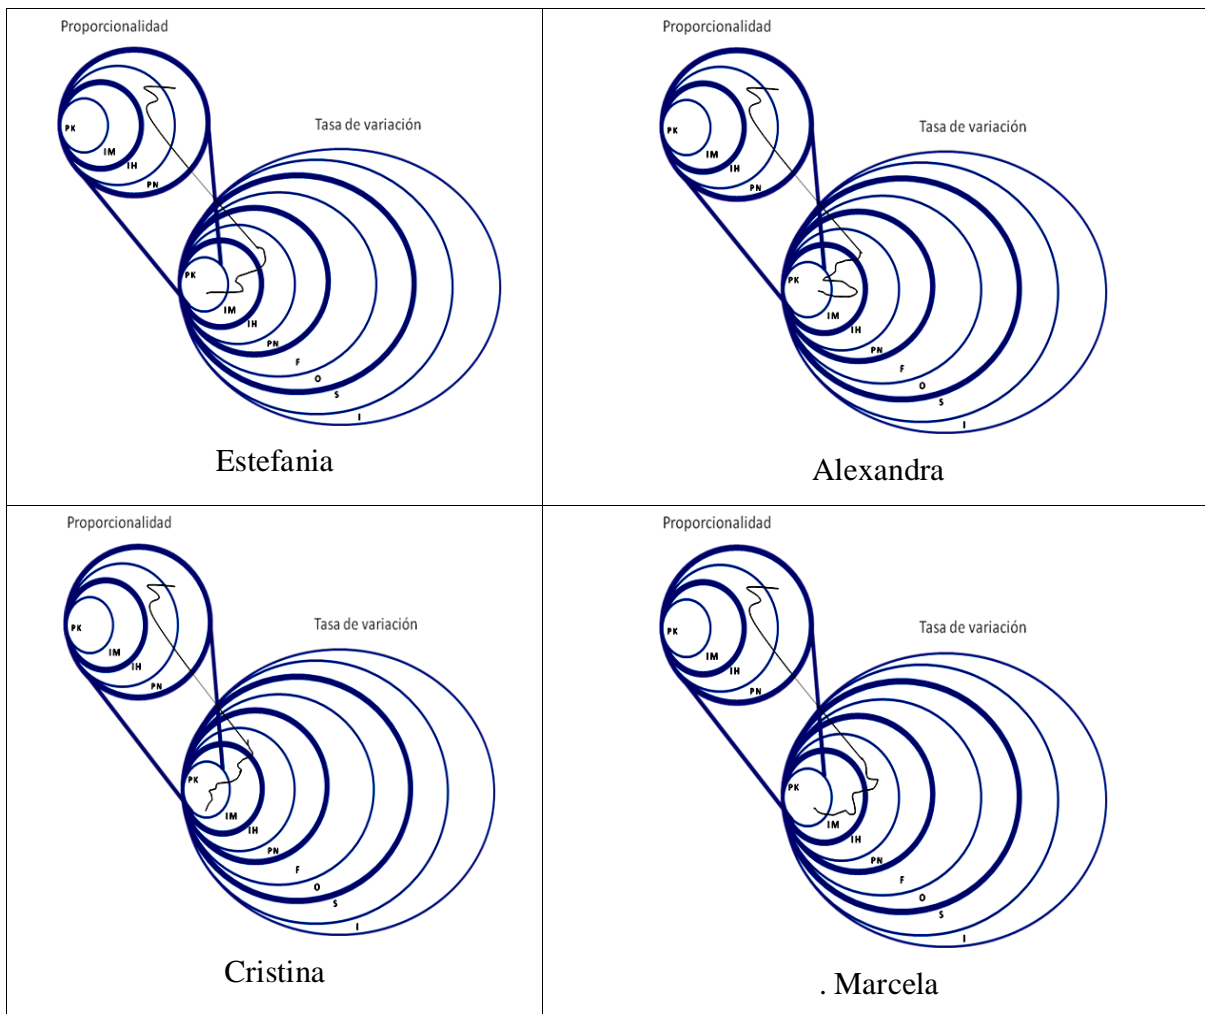 Proporcionalidad
Tasa de variación
PK
IM
IH
PN
PK
IM
IH
PN
F
O
S
I
Estefania
Proporcionalidad
Tasa de variación
PK
IM
IH
PN
PK
IM
IH
PN
F
O
S
I
Alexandra
Proporcionalidad
Tasa de variación
PK
IM
IH
PN
PK
IM
IH
PN
F
O
S
I
Cristina
Proporcionalidad
Tasa de variación
PK
IM
IH
PN
PK
IM
IH
PN
F
O
S
I
. Marcela